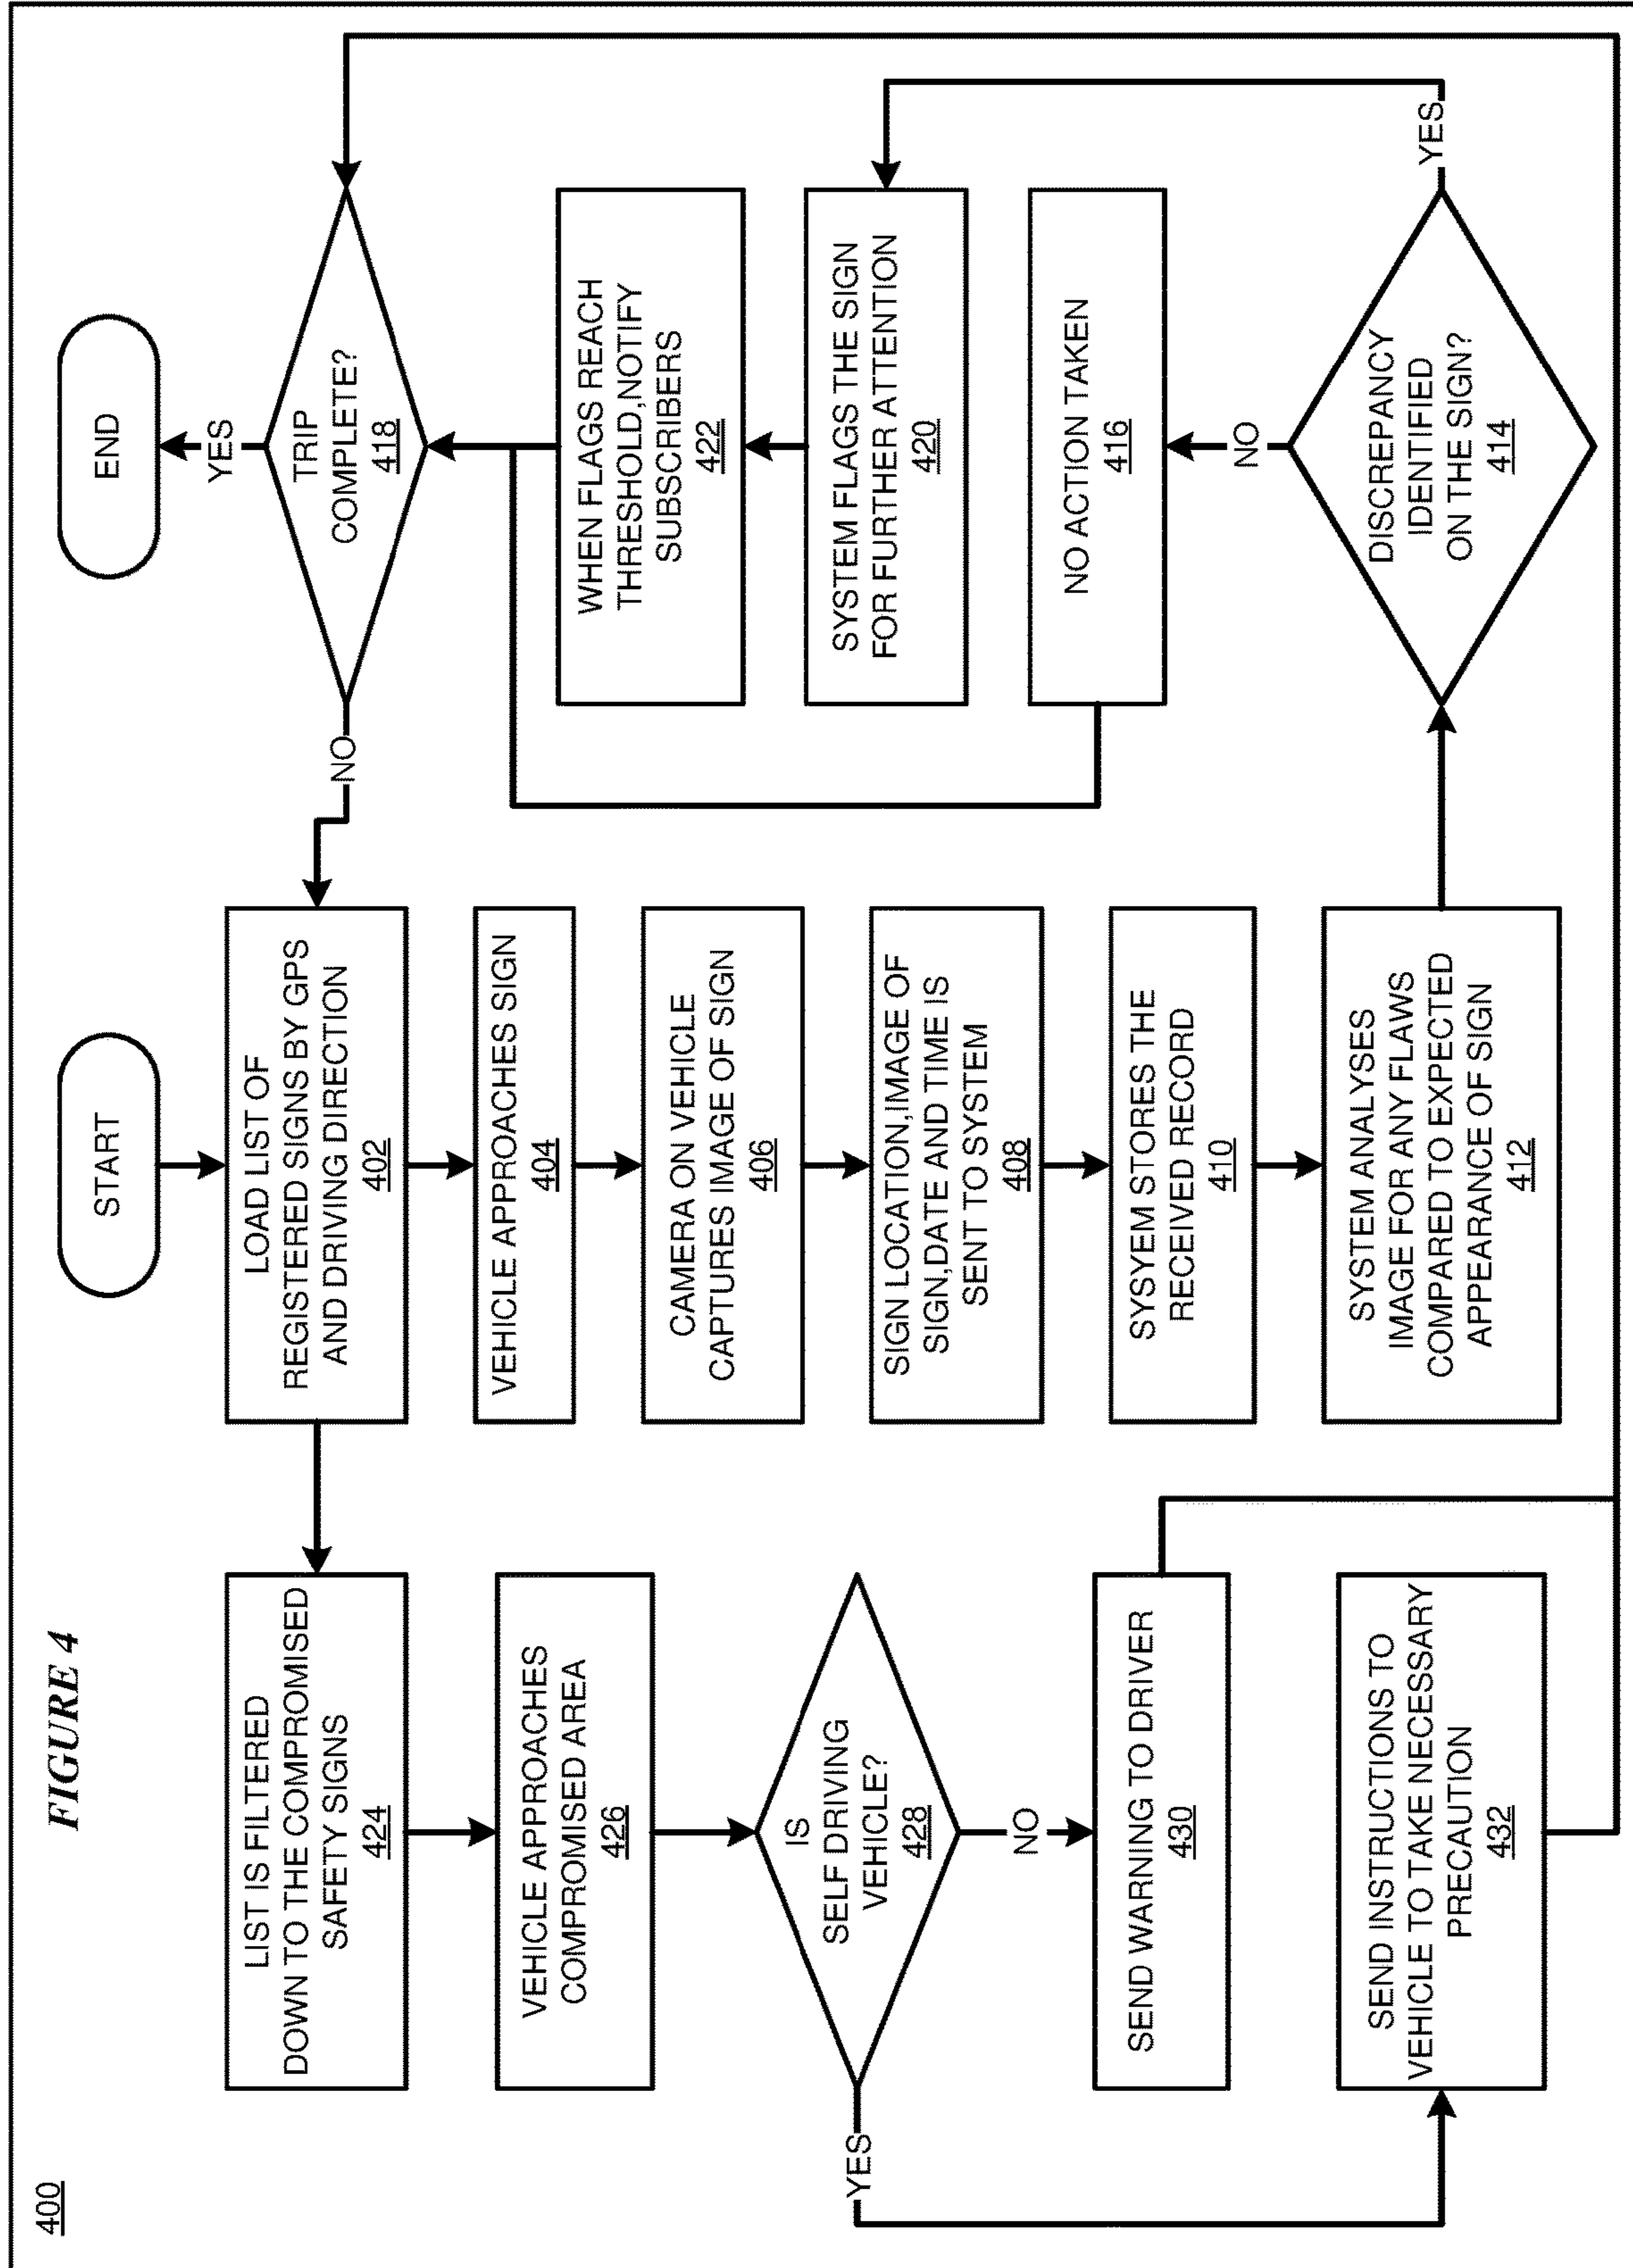 400
FIGURE 4
LIST IS FILTERED
DOWN TO THE COMPROMISED
SAFETY SIGNS
424
VEHICLE APPROACHES
COMPROMISED AREA
426
IS
SELF DRIVING
VEHICLE?
428
YES
NO
SEND WARNING TO DRIVER
430
SEND INSTRUCTIONS TO
VEHICLE TO TAKE NECESSARY
PRECAUTION
432
START
LOAD LIST OF
REGISTERED SIGNS BY GPS
AND DRIVING DIRECTION
402
VEHICLE APPROACHES SIGN
404
CAMERA ON VEHICLE
CAPTURES IMAGE OF SIGN
406
SIGN LOCATION,IMAGE OF
SIGN,DATE AND TIME IS
SENT TO SYSTEM
408
SYSYEM STORES THE
RECEIVED RECORD
410
SYSTEM ANALYSES
IMAGE FOR ANY FLAWS
COMPARED TO EXPECTED
APPEARANCE OF SIGN
412
END
YES
TRIP
COMPLETE?
418
NO
WHEN FLAGS REACH
THRESHOLD,NOTIFY
SUBSCRIBERS
422
SYSTEM FLAGS THE SIGN
FOR FURTHER ATTENTION
420
NO ACTION TAKEN
416
NO
DISCREPANCY
IDENTIFIED
ON THE SIGN?
414
YES